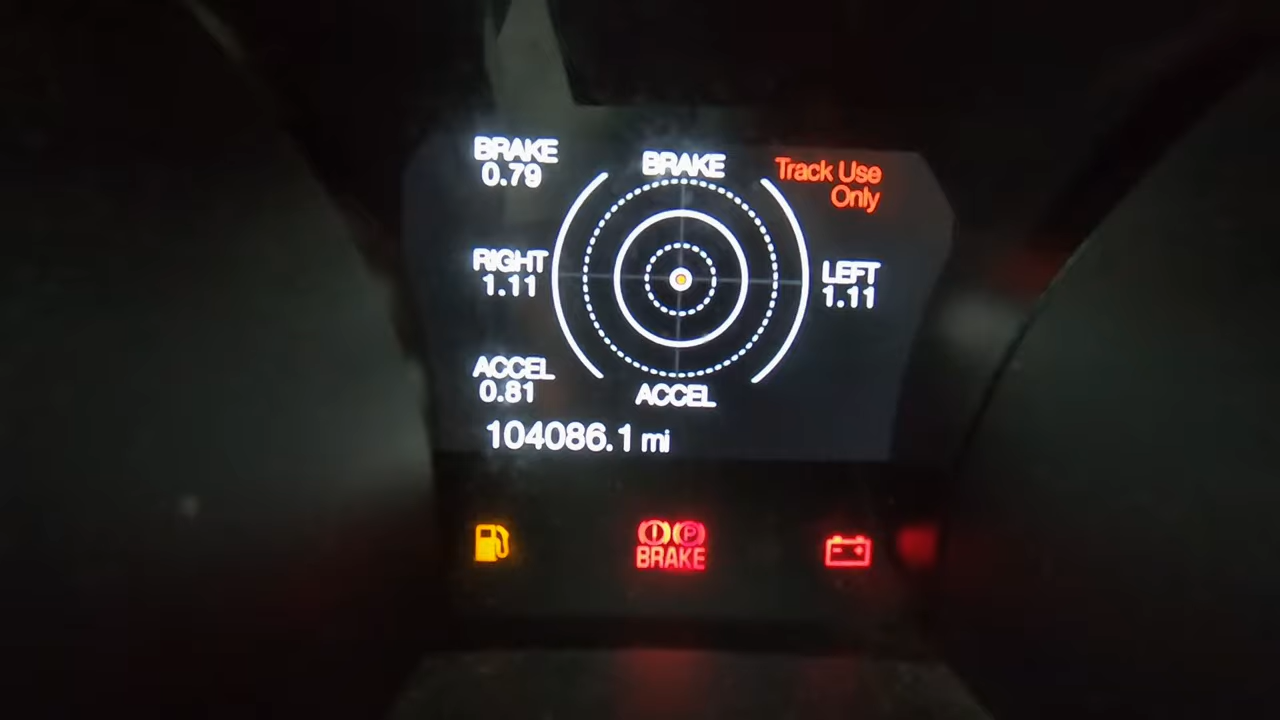 BRAKE
0.79
BRAKE
Track Use
Only
RIGHT
1.11
LEFT
1.11
ACCEL
0.81
ACCEL
104086.1 mi
P
BRAKE